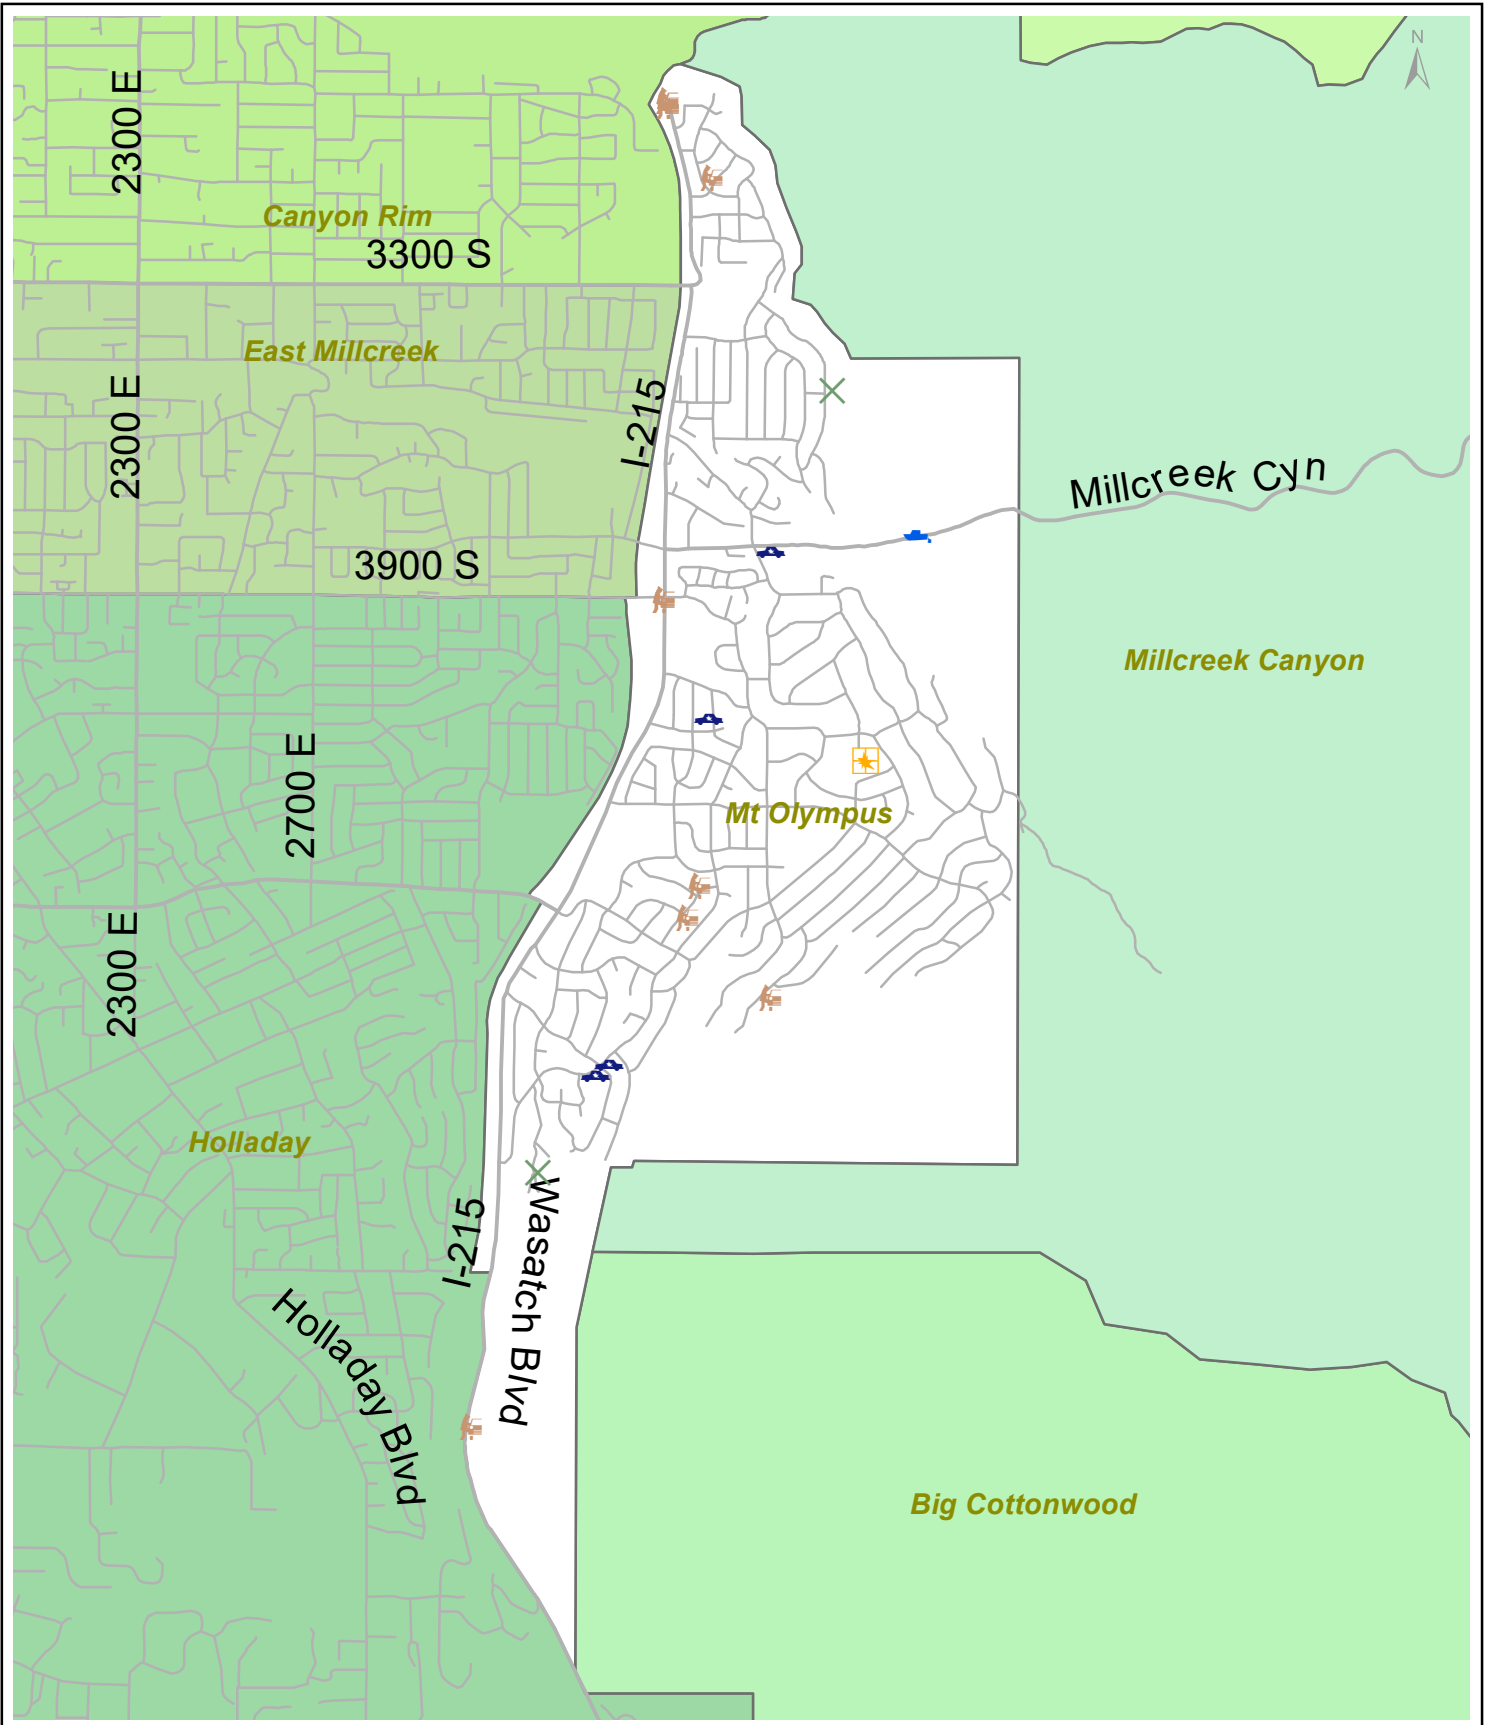 N
2300 E
Canyon Rim
3300 S
East Millcreek
2300 E
I-215
Millcreek Cyn
3900 S
Millcreek Canyon
2700 E
Mt Olympus
2300 E
Holladay
I-215
Wasatch Blvd
Holladay Blvd
Big Cottonwood